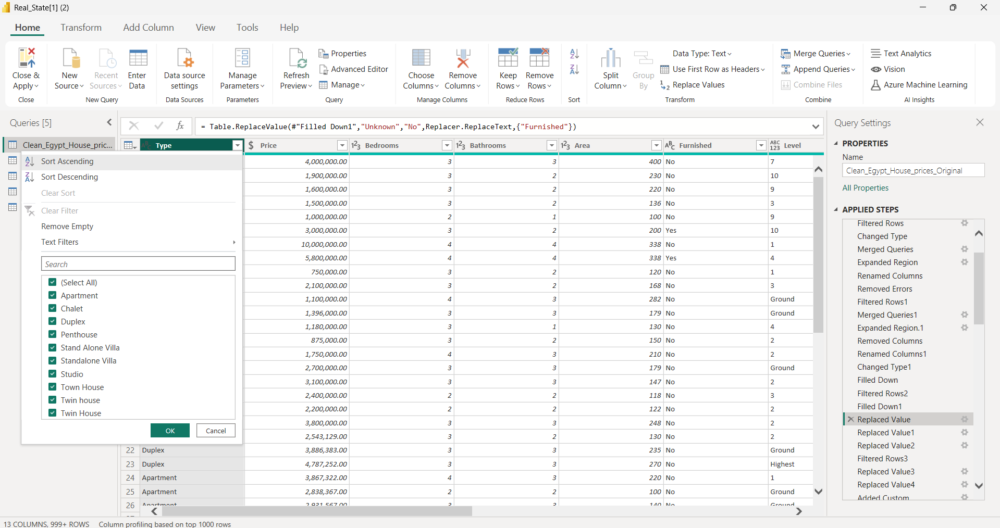 Real_State[1] (2)
Home Transform Add Column View Tools Help
Close & Apply
Close
New Source
Recent Sources
Enter Data
New Query
Data source settings
Data Sources
Manage Parameters
Parameters
Refresh Preview
Properties
Advanced Editor
Manage
Query
Choose Columns
Remove Columns
Manage Columns
Keep Rows
Remove Rows
Reduce Rows
Sort
Split Column
Group By
Data Type: Text
Use First Row as Headers
Replace Values
Transform
Merge Queries
Append Queries
Combine Files
Combine
Text Analytics
Vision
Azure Machine Learning
AI Insights
Queries [5]
Clean_Egypt_House_pric...
fx = Table.ReplaceValue(#"Filled Down1","Unknown","No",Replacer.ReplaceText,{"Furnished"})
Type $ Price 123 Bedrooms 123 Bathrooms 123 Area ABC Furnished ABC 123 Level
Sort Ascending
Sort Descending
Clear Sort
Clear Filter
Remove Empty
Text Filters
Search
(Select All)
Apartment
Chalet
Duplex
Penthouse
Stand Alone Villa
Standalone Villa
Studio
Town House
Twin house
Twin House
OK Cancel
4,000,000.00 3 3 400 No 7
1,900,000.00 3 2 230 No 10
1,600,000.00 3 2 220 No 9
1,500,000.00 3 2 136 No 3
1,000,000.00 2 1 100 No 9
3,000,000.00 3 2 200 Yes 10
10,000,000.00 4 4 338 No 1
5,800,000.00 4 4 338 Yes 4
750,000.00 3 2 120 No 1
2,100,000.00 3 2 168 No 3
1,100,000.00 4 3 282 No Ground
1,396,000.00 3 3 179 No Ground
1,180,000.00 3 1 130 No 4
875,000.00 3 2 150 No 2
1,750,000.00 4 3 210 No 2
2,700,000.00 3 3 179 No Ground
3,100,000.00 3 3 147 No 2
2,400,000.00 2 2 118 No 3
2,200,000.00 2 2 122 No 2
3,800,000.00 3 3 248 No 2
2,543,129.00 3 2 130 No 2
22 Duplex 3,886,383.00 3 3 235 No Ground
23 Duplex 4,787,252.00 3 3 270 No Highest
24 Apartment 3,867,322.00 4 3 220 No 1
25 Apartment 2,838,367.00 2 2 100 No Ground
26 Apartment 2,931,567.00 140 No Ground
Query Settings
PROPERTIES
Name
Clean_Egypt_House_prices_Original
All Properties
APPLIED STEPS
Filtered Rows
Changed Type
Merged Queries
Expanded Region
Renamed Columns
Removed Errors
Filtered Rows1
Merged Queries1
Expanded Region.1
Removed Columns
Renamed Columns1
Changed Type1
Filled Down
Filtered Rows2
Filled Down1
Replaced Value
Replaced Value1
Replaced Value2
Filtered Rows3
Replaced Value3
Replaced Value4
Added Custom
13 COLUMNS, 999+ ROWS Column profiling based on top 1000 rows